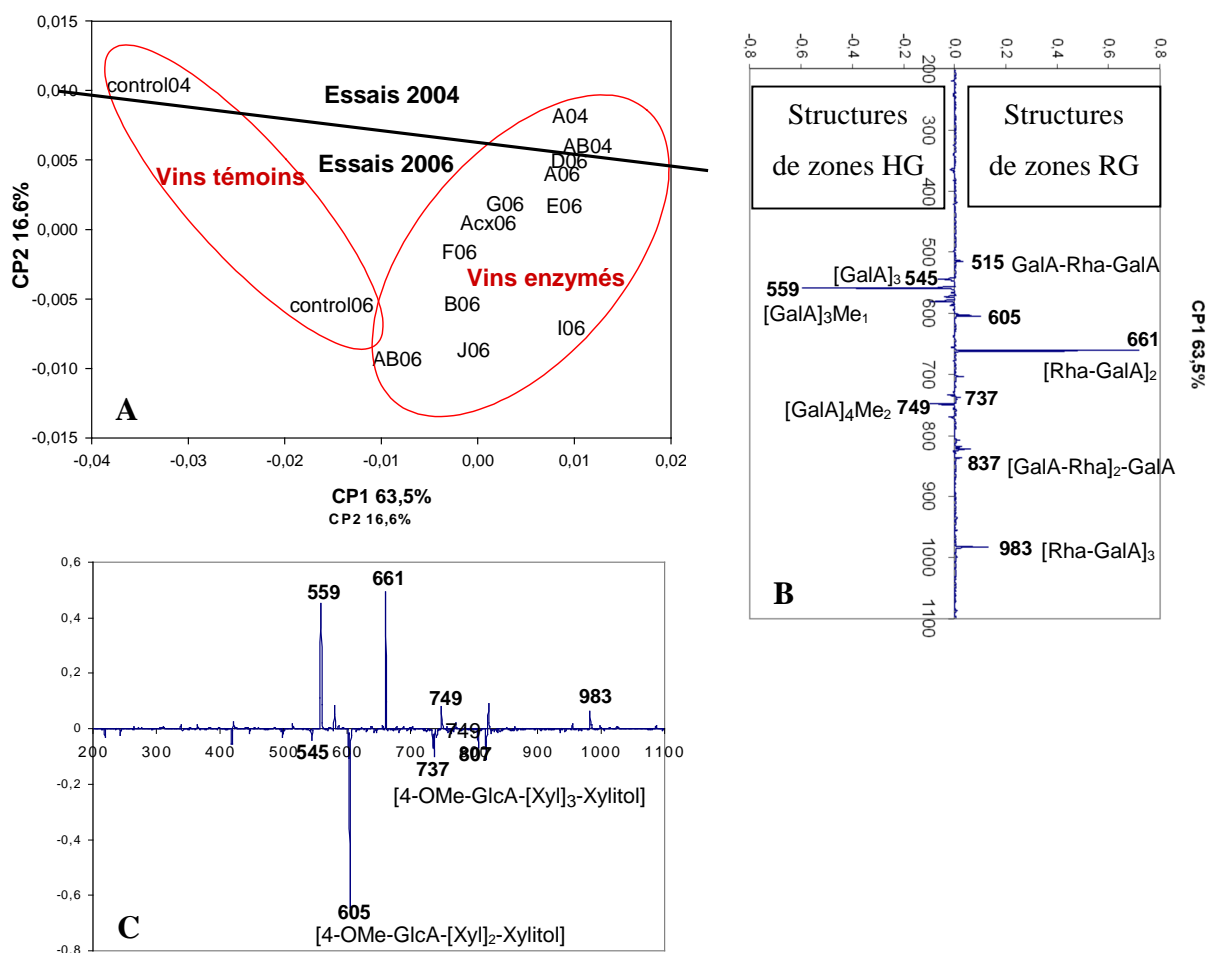 0,015
0,010
0,005
0,000
-0,005
-0,010
-0,015
CP2 16.6%
control04
Essais 2004
A04
AB04
D06
Essais 2006
Vins témoins
A06
G06
E06
Acx06
F06
Vins enzymés
control06
B06
I06
J06
AB06
A
-0,04
-0,03
-0,02
-0,01
0,00
0,01
0,02
CP1 63,5%
CP2 16,6%
-0,8
-0,6
-0,4
-0,2
0,0
0,2
0,4
0,6
0,8
200
300
400
500
600
700
800
900
1000
1100
Structures
de zones HG
Structures
de zones RG
515 GalA-Rha-GalA
[GalA]3
545
559
[GalA]3Me1
605
661
[Rha-GalA]2
737
[GalA]4Me2
749
837 [GalA-Rha]2-GalA
983 [Rha-GalA]3
CP1 63,5%
B
0,6
0,4
0,2
0
-0,2
-0,4
-0,6
-0,8
559
661
749
983
200
300
400
500
600
700
800
900
1000
1100
545
749
737
807
[4-OMe-GlcA-[Xyl]3-Xylitol]
605
[4-OMe-GlcA-[Xyl]2-Xylitol]
C